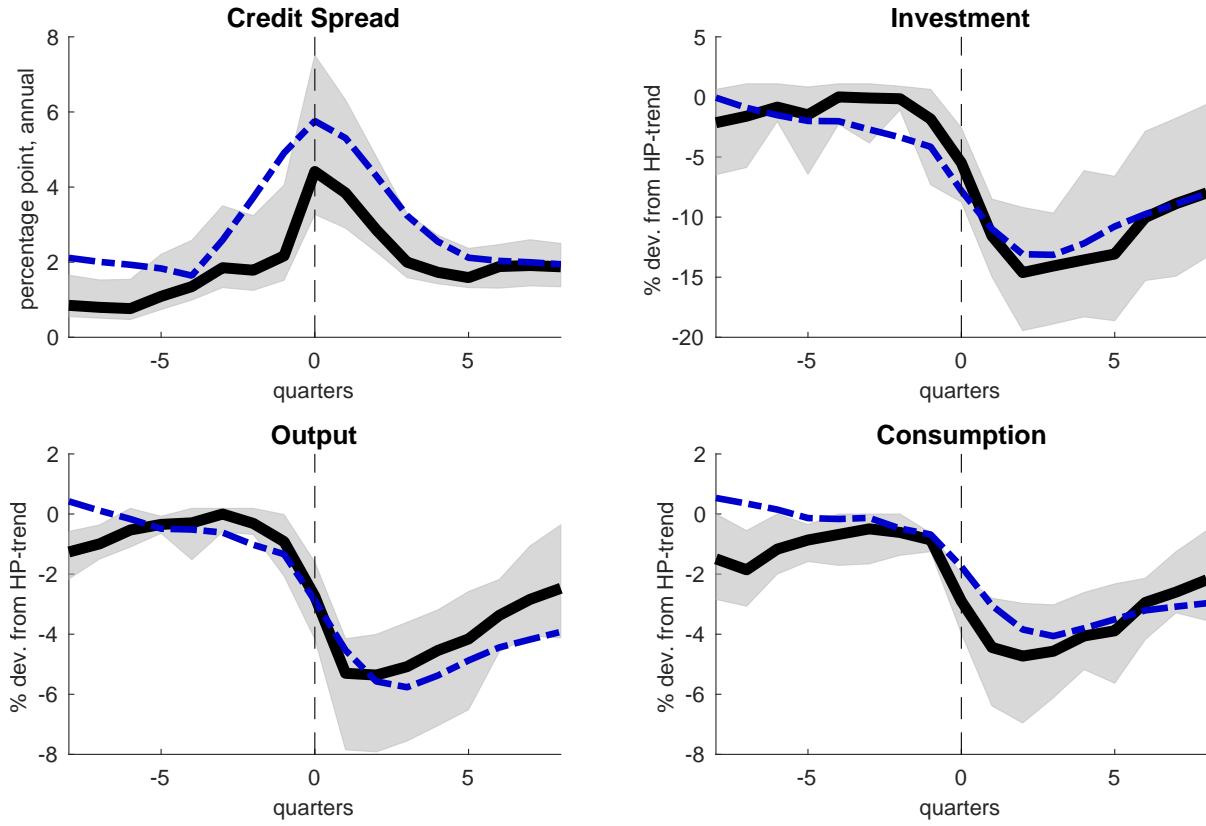 Credit Spread
8
6
4
2
0
percentage point, annual
-5
0
5
quarters
Investment
5
0
-5
-10
-15
-20
% dev. from HP-trend
-5
0
5
quarters
Output
2
0
-2
-4
-6
-8
% dev. from HP-trend
-5
0
5
quarters
Consumption
2
0
-2
-4
-6
-8
% dev. from HP-trend
-5
0
5
quarters